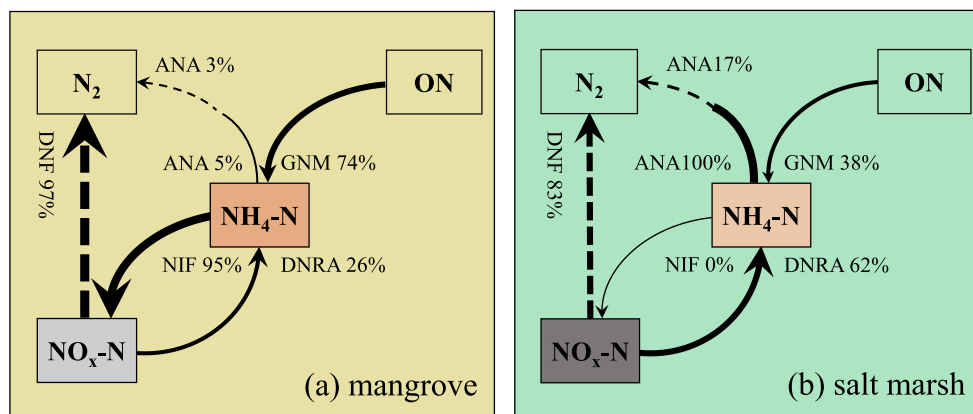 N₂
ANA 3%
ON
DNF 97%
ANA 5%
GNM 74%
NH₄-N
NIF 95%
DNRA 26%
NOₓ-N
(a) mangrove
N₂
ANA17%
ON
DNF 83%
ANA100%
GNM 38%
NH₄-N
NIF 0%
DNRA 62%
NOₓ-N
(b) salt marsh